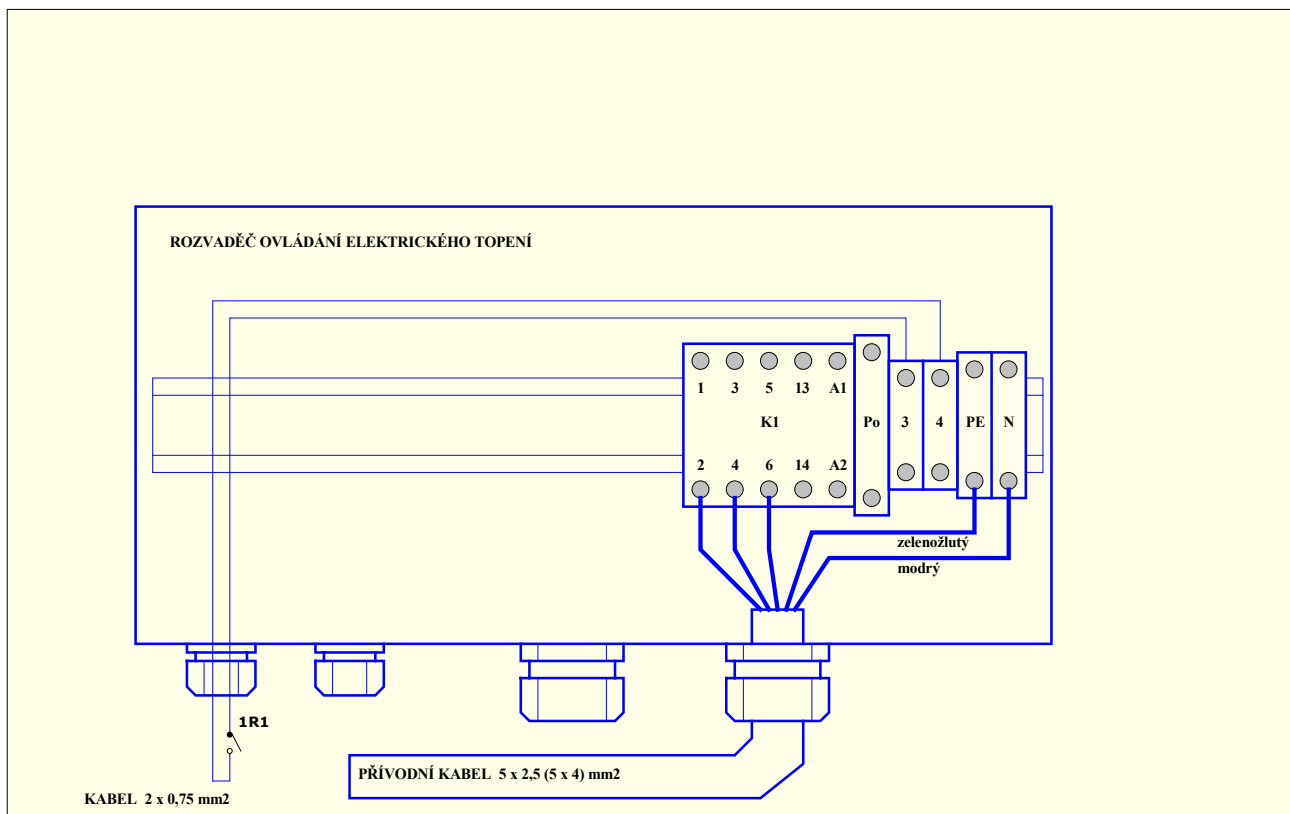 ROZVADĚČ OVLÁDÁNÍ ELEKTRICKÉHO TOPENÍ
1 3 5 13 A1
K1 Po 3 4 PE N
2 4 6 14 A2
zelenožlutý
modrý
1R1
PŘÍVODNÍ KABEL 5 x 2,5 (5 x 4) mm2
KABEL 2 x 0,75 mm2